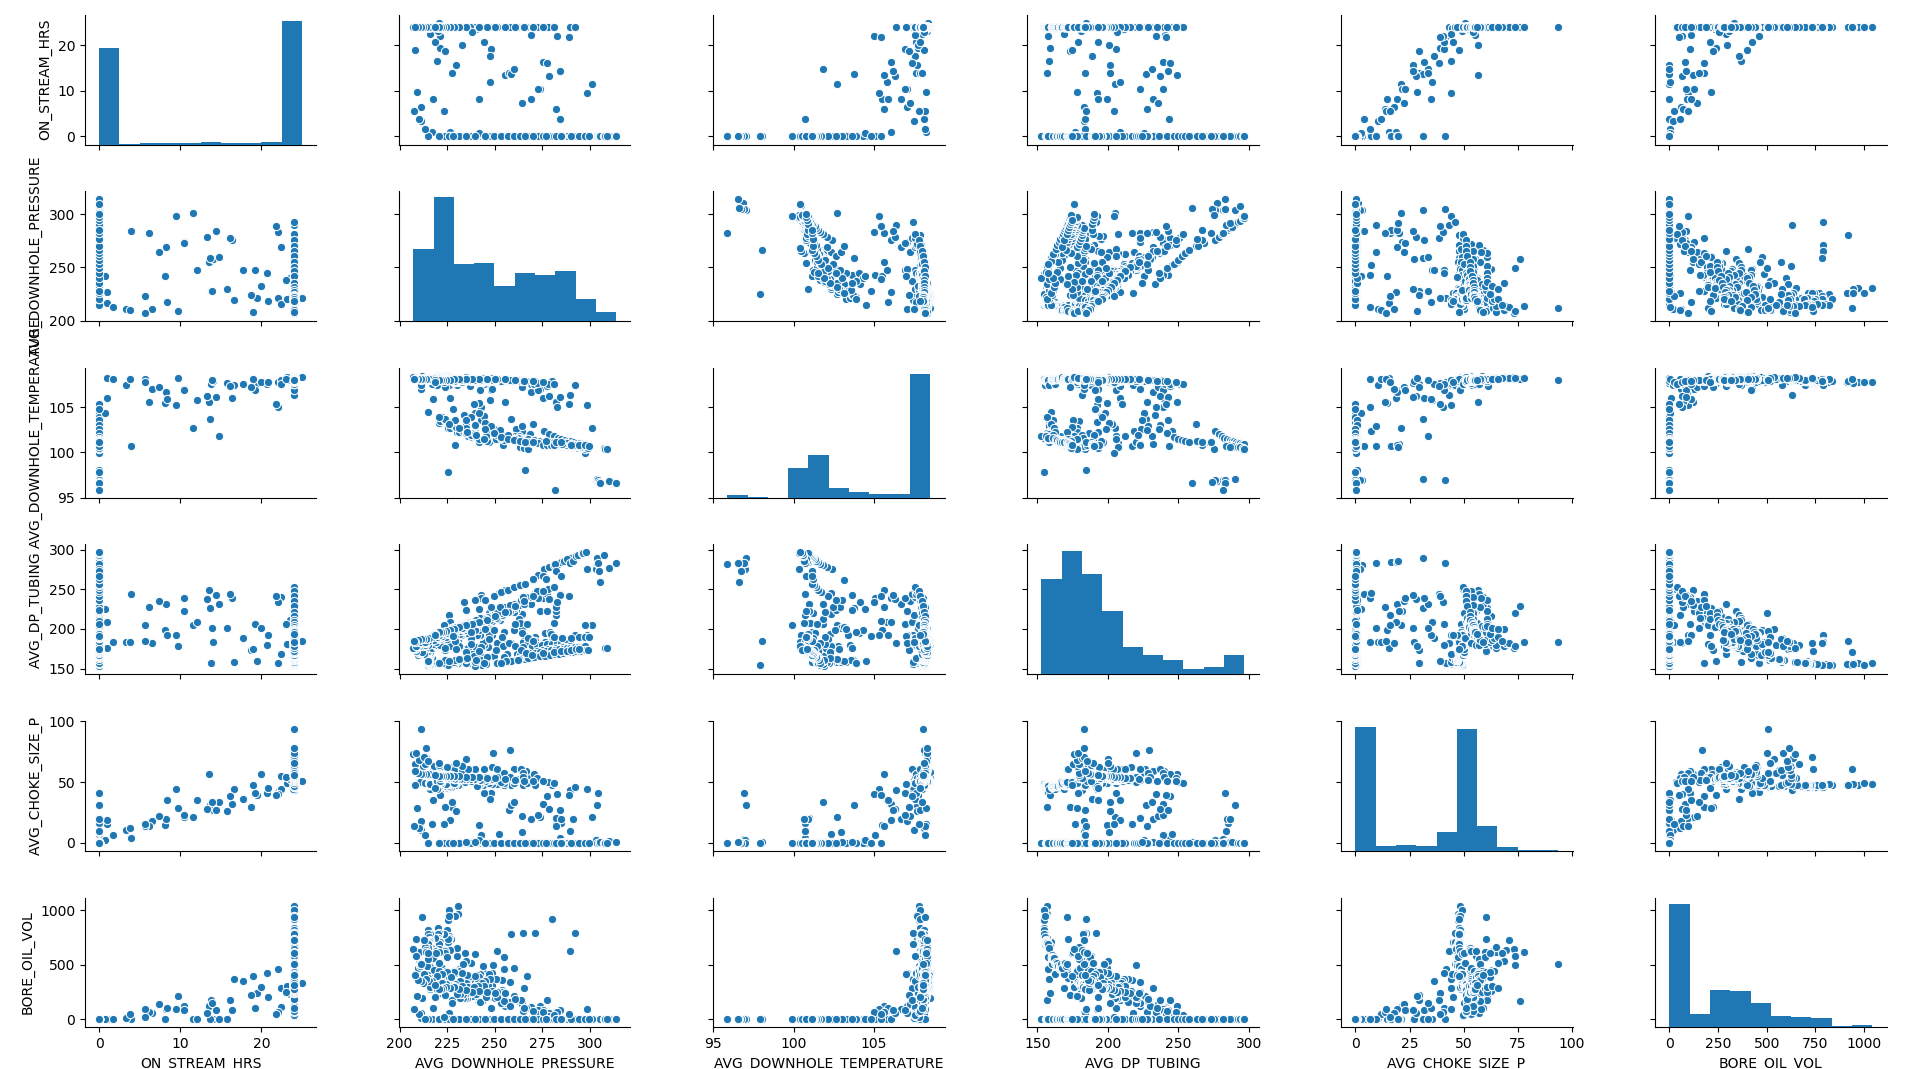 ON_STREAM_HRS
20
10
0
AVG_DOWNHOLE_PRESSURE
300
250
200
AVG_DOWNHOLE_TEMPERATURE
105
100
95
AVG_DP_TUBING
300
250
200
150
AVG_CHOKE_SIZE_P
100
50
0
BORE_OIL_VOL
1000
500
0
0 10 20
ON_STREAM_HRS
200 225 250 275 300
AVG_DOWNHOLE_PRESSURE
95 100 105
AVG_DOWNHOLE_TEMPERATURE
150 200 250 300
AVG_DP_TUBING
0 25 50 75 100
AVG_CHOKE_SIZE_P
0 250 500 750 1000
BORE_OIL_VOL